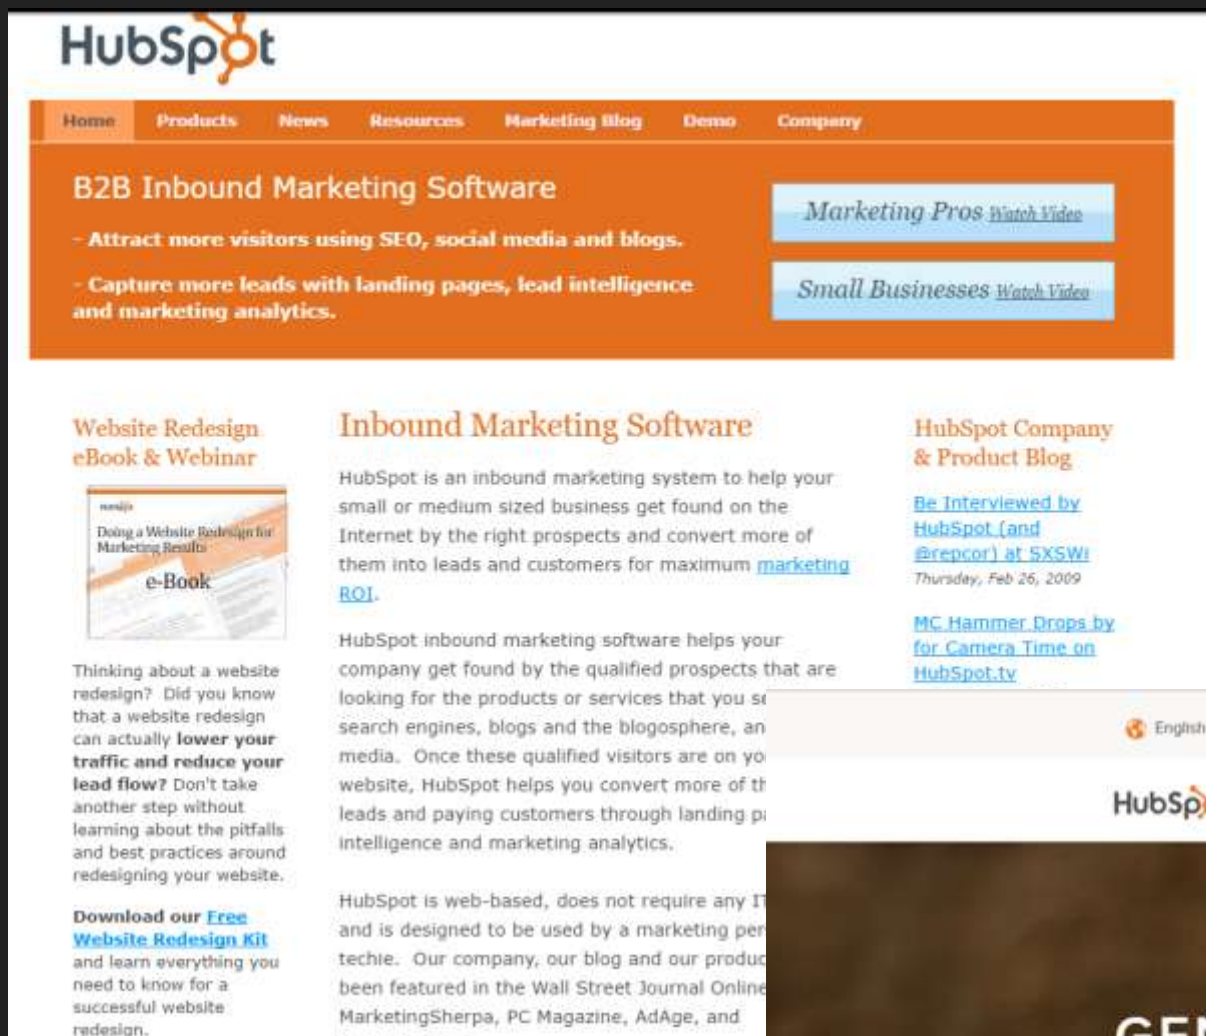 HubSpot
Home Products News Resources Marketing Blog Demo Company
B2B Inbound Marketing Software
- Attract more visitors using SEO, social media and blogs.
- Capture more leads with landing pages, lead intelligence
and marketing analytics.
Marketing Pros Watch Video
Small Businesses Watch Video
Website Redesign
eBook & Webinar
Doing a Website Redesign for
Marketing Results
e-Book
Thinking about a website
redesign? Did you know
that a website redesign
can actually lower your
traffic and reduce your
lead flow? Don't take
another step without
learning about the pitfalls
and best practices around
redesigning your website.
Download our Free
Website Redesign Kit
and learn everything you
need to know for a
successful website
redesign.
Inbound Marketing Software
HubSpot is an inbound marketing system to help your
small or medium sized business get found on the
Internet by the right prospects and convert more of
them into leads and customers for maximum marketing
ROI.
HubSpot inbound marketing software helps your
company get found by the qualified prospects that are
looking for the products or services that you se
search engines, blogs and the blogosphere, an
media. Once these qualified visitors are on yo
website, HubSpot helps you convert more of th
leads and paying customers through landing pa
intelligence and marketing analytics.
HubSpot is web-based, does not require any IT
and is designed to be used by a marketing per
techie. Our company, our blog and our produc
been featured in the Wall Street Journal Online
MarketingSherpa, PC Magazine, AdAge, and
HubSpot Company
& Product Blog
Be Interviewed by
HubSpot (and
@repcor) at SXSWi
Thursday, Feb 26, 2009
MC Hammer Drops by
for Camera Time on
HubSpot.tv
English
HubSp
GEN